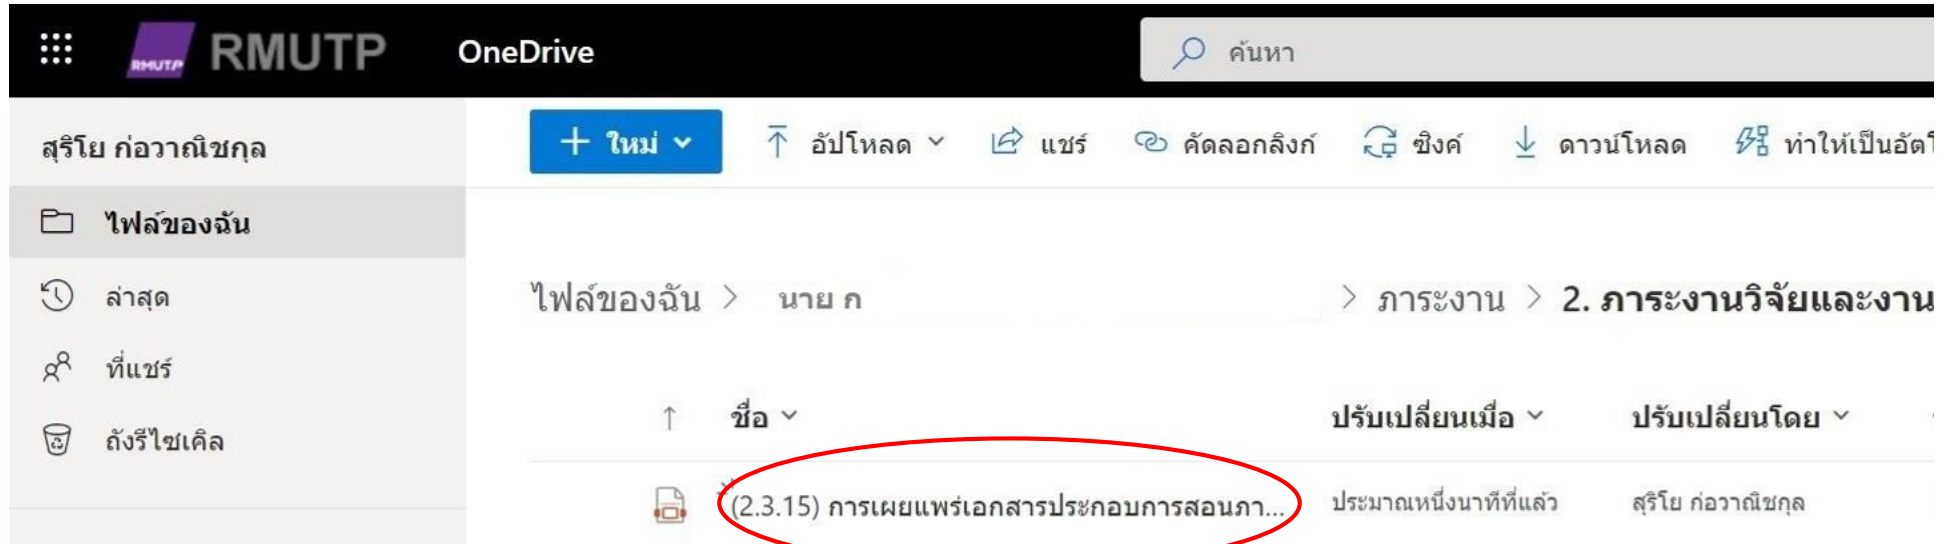 RMUTP RMUTP OneDrive ค้นหา
สุริโย ก่อวาณิชกุล
ใหม่ อัปโหลด แชร์ คัดลอกลิงก์ ซิงค์ ดาวน์โหลด ทำให้เป็นอัตโ
ไฟล์ของฉัน
ล่าสุด
ที่แชร์
ถังรีไซเคิล
ไฟล์ของฉัน > นาย ก > ภาระงาน > 2. ภาระงานวิจัยและงาน
ชื่อ ปรับเปลี่ยนเมื่อ ปรับเปลี่ยนโดย
(2.3.15) การเผยแพร่เอกสารประกอบการสอนภา... ประมาณหนึ่งนาทีที่แล้ว สุริโย ก่อวาณิชกุล